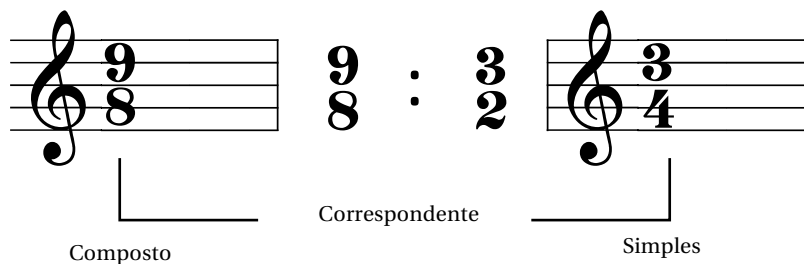 9 9 : 3 3
8 8 2 4
Correspondente
Composto
Simples